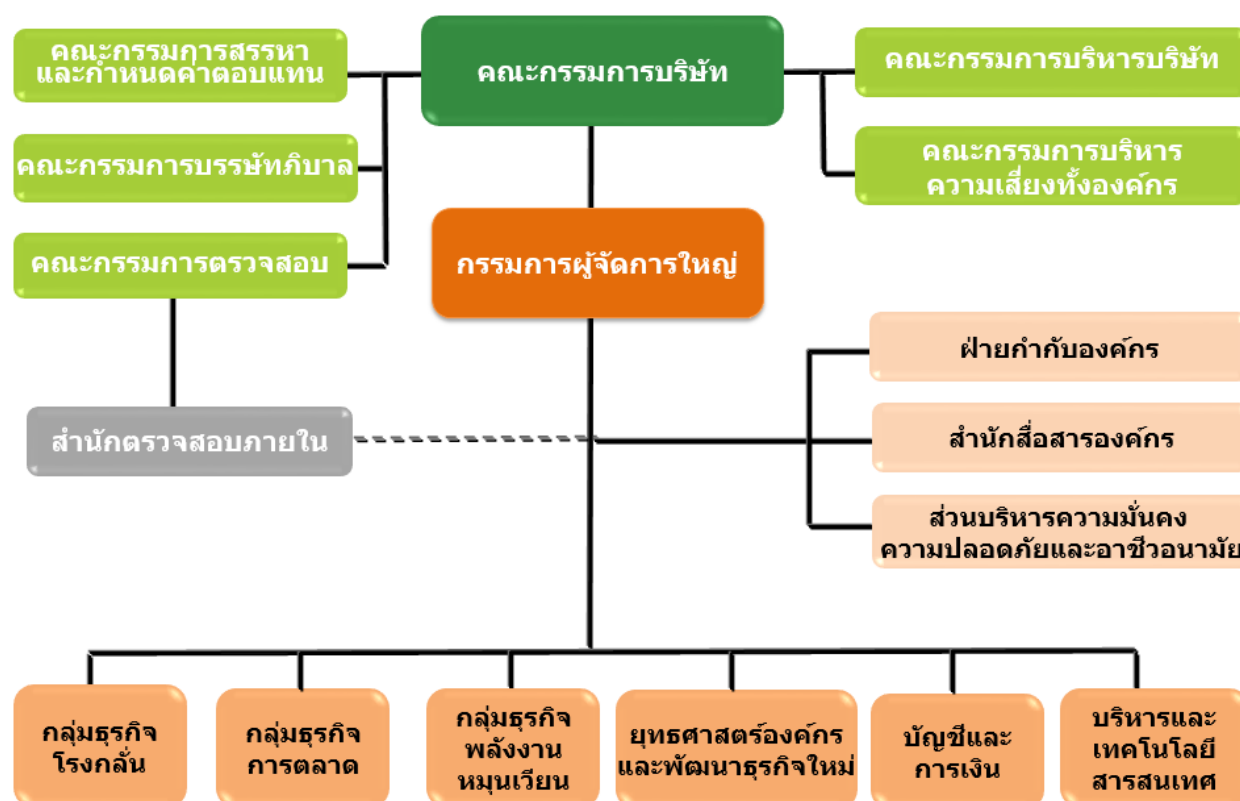 คณะกรรมการสรรหา
และกำหนดค่าตอบแทน
คณะกรรมการบริษัท
คณะกรรมการบริหารบริษัท
คณะกรรมการบรรษัทภิบาล
คณะกรรมการบริหาร
ความเสี่ยงทั้งองค์กร
คณะกรรมการตรวจสอบ
กรรมการผู้จัดการใหญ่
ฝ่ายกำกับองค์กร
สำนักตรวจสอบภายใน
สำนักสื่อสารองค์กร
ส่วนบริหารความมั่นคง
ความปลอดภัยและอาชีวอนามัย
กลุ่มธุรกิจ
โรงกลั่น
กลุ่มธุรกิจ
การตลาด
กลุ่มธุรกิจ
พลังงาน
หมุนเวียน
ยุทธศาสตร์องค์กร
และพัฒนาธุรกิจใหม่
บัญชีและ
การเงิน
บริหารและ
เทคโนโลยี
สารสนเทศ